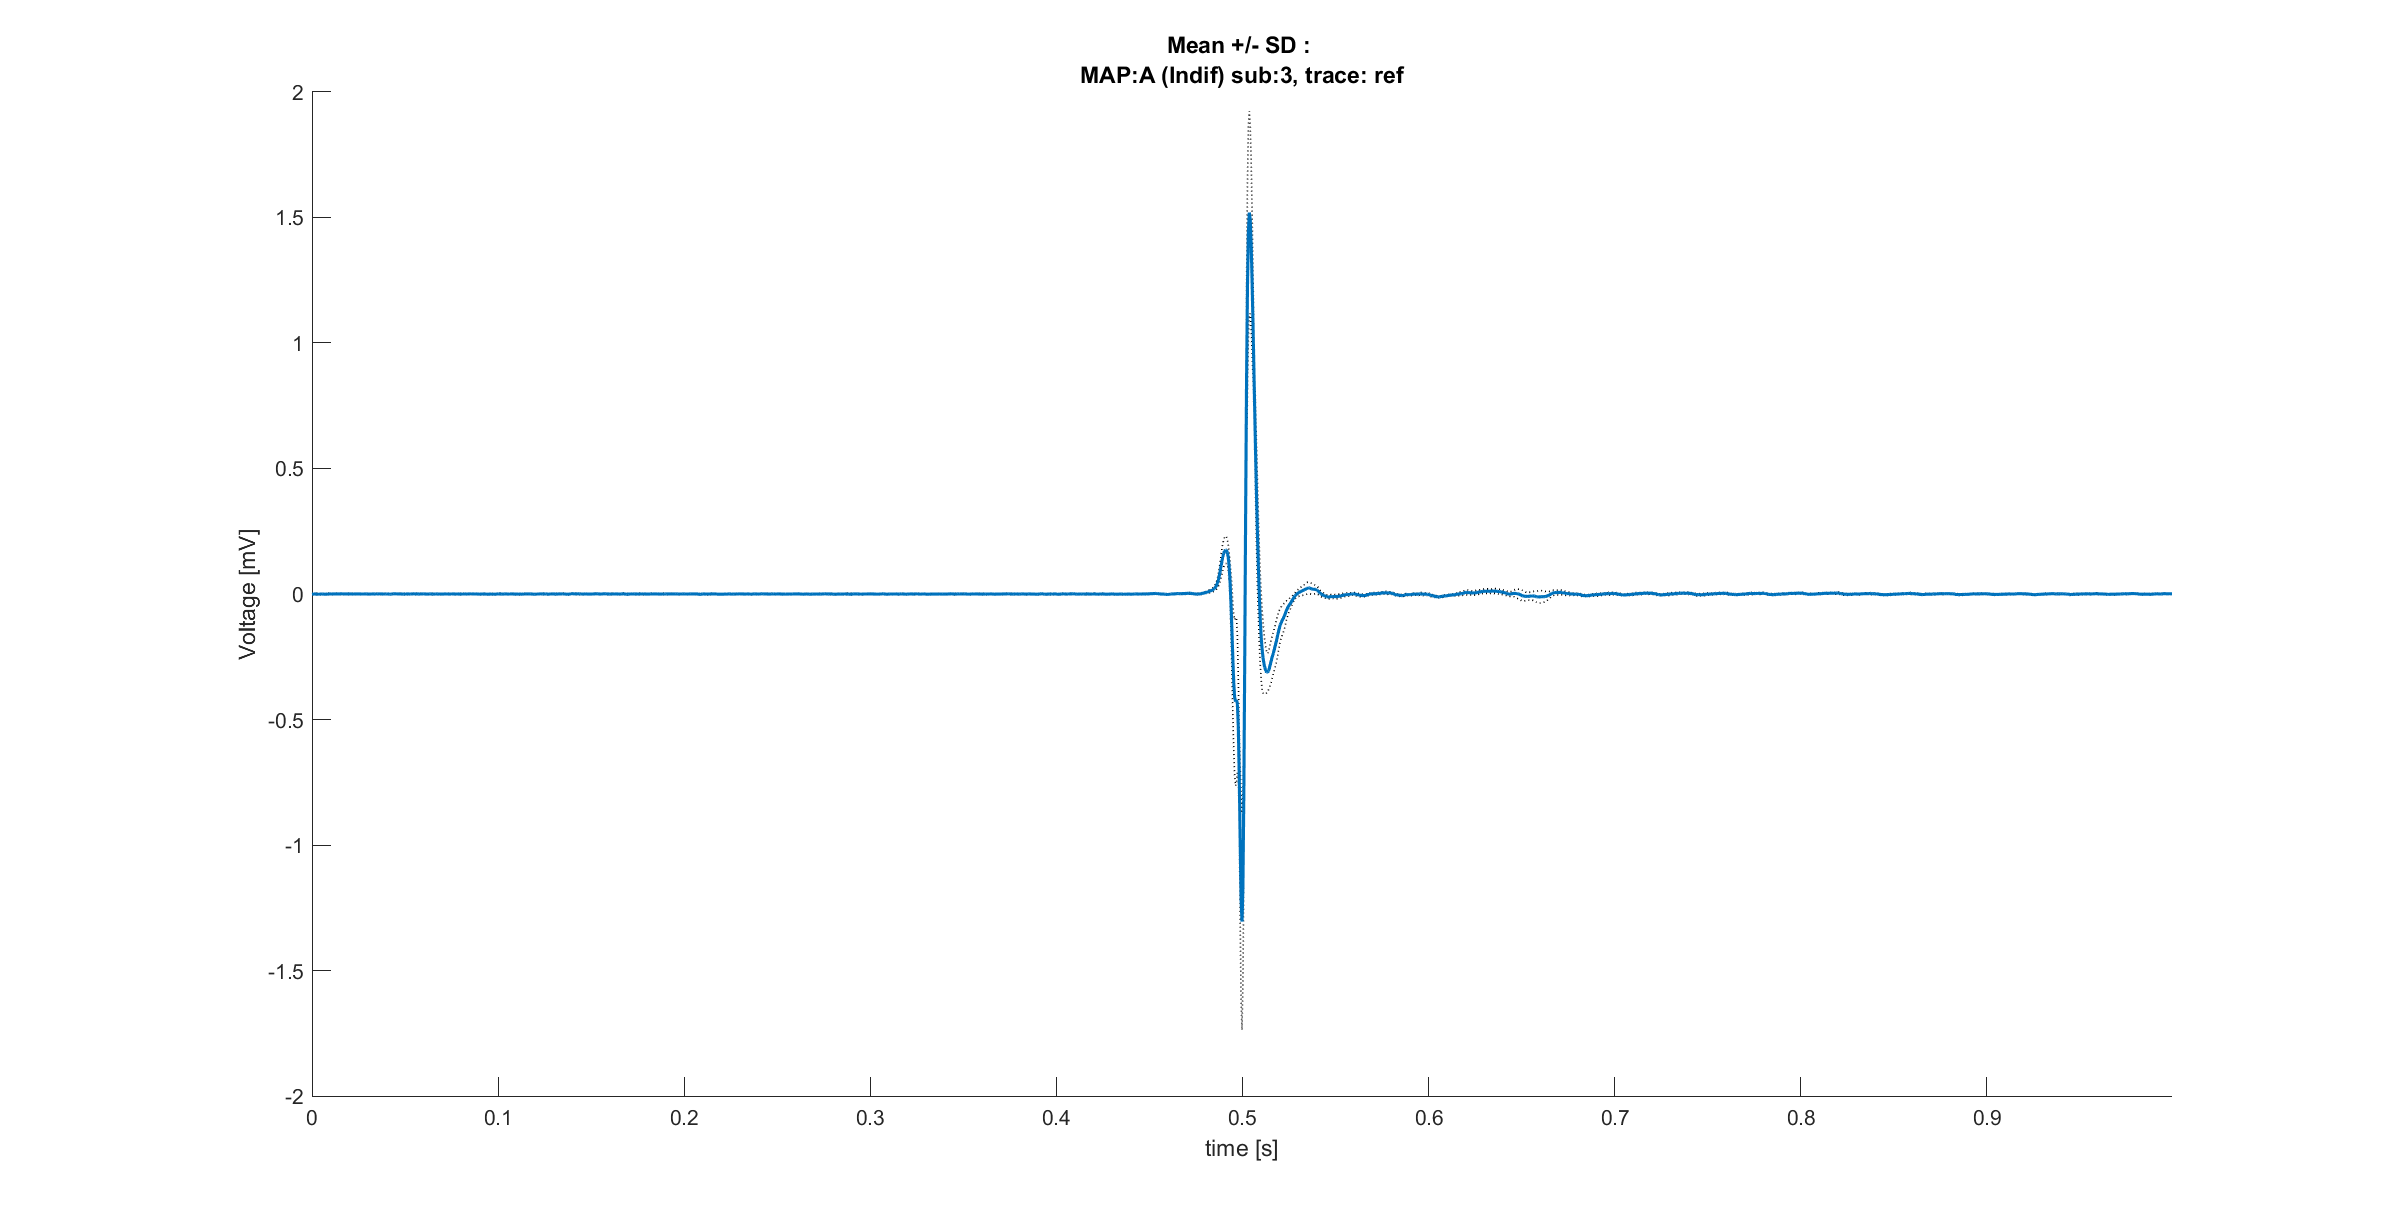 Mean +/- SD :
MAP:A (Indif) sub:3, trace: ref
2
1.5
1
0.5
0
-0.5
-1
-1.5
-2
Voltage [mV]
0 0.1 0.2 0.3 0.4 0.5 0.6 0.7 0.8 0.9
time [s]